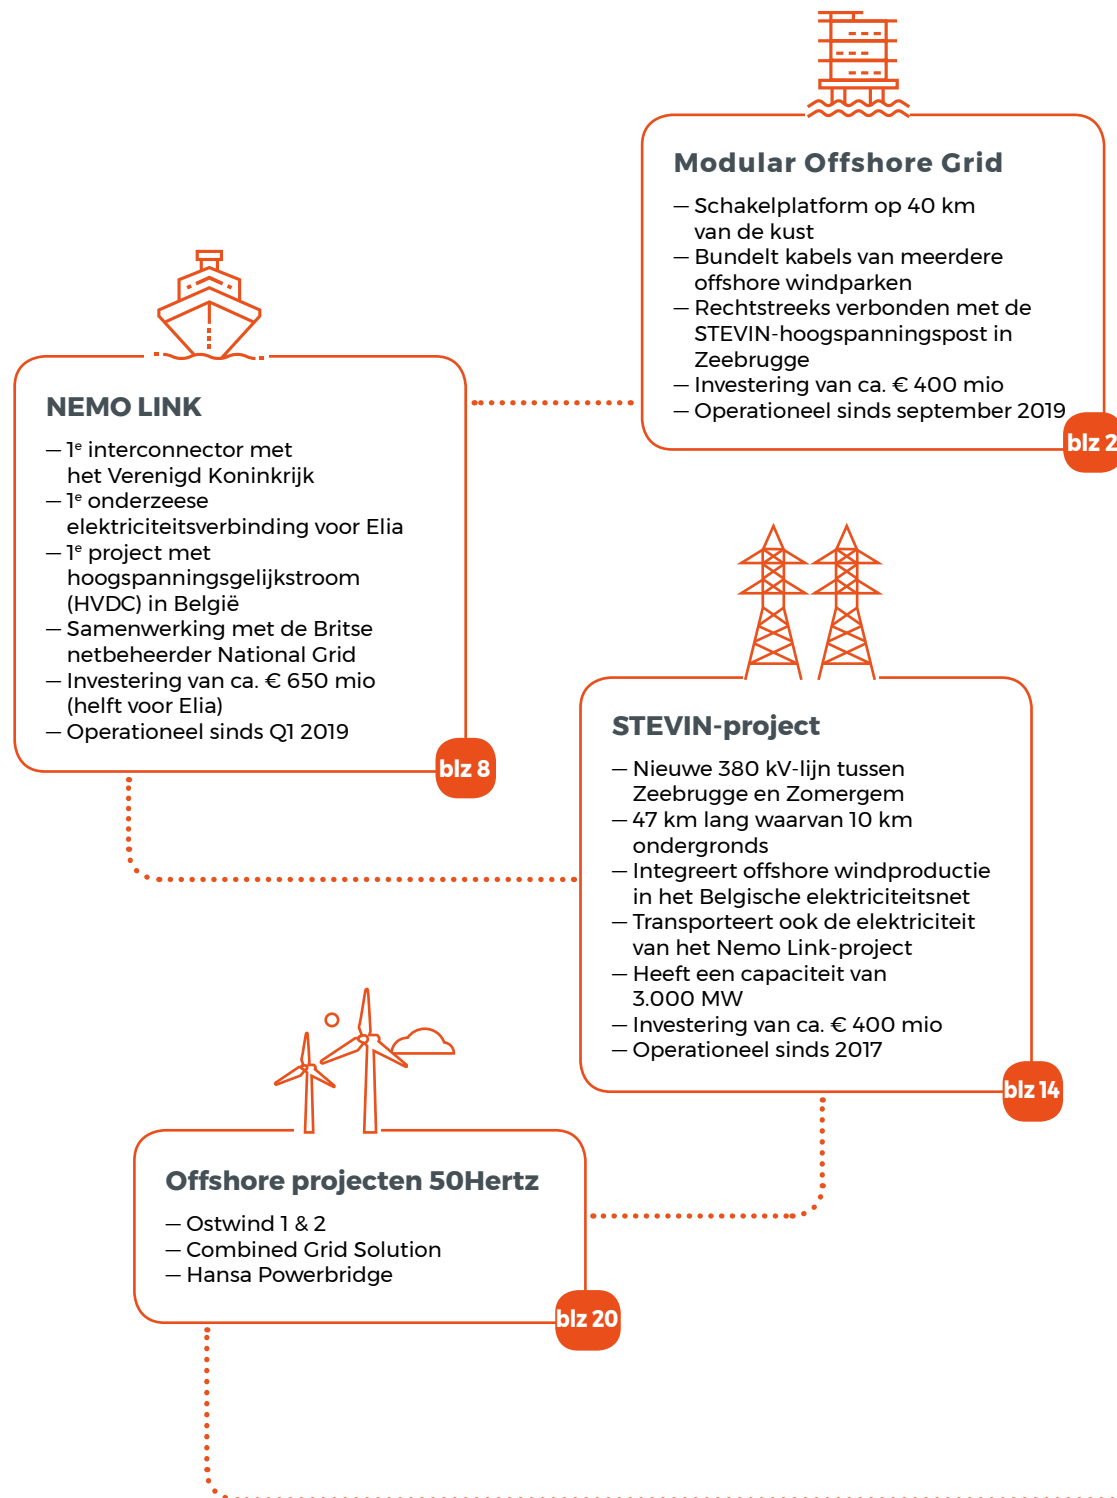 Modular Offshore Grid
— Schakelplatform op 40 km
van de kust
— Bundelt kabels van meerdere
offshore windparken
— Rechtstreeks verbonden met de
STEVIN-hoogspanningspost in
Zeebrugge
— Investering van ca. € 400 mio
— Operationeel sinds september 2019
blz 2
NEMO LINK
— 1e interconnector met
het Verenigd Koninkrijk
— 1e onderzeese
elektriciteitsverbinding voor Elia
— 1e project met
hoogspanningsgelijkstroom
(HVDC) in België
— Samenwerking met de Britse
netbeheerder National Grid
— Investering van ca. € 650 mio
(helft voor Elia)
— Operationeel sinds Q1 2019
blz 8
STEVIN-project
— Nieuwe 380 kV-lijn tussen
Zeebrugge en Zomergem
— 47 km lang waarvan 10 km
ondergronds
— Integreert offshore windproductie
in het Belgische elektriciteitsnet
— Transporteert ook de elektriciteit
van het Nemo Link-project
— Heeft een capaciteit van
3.000 MW
— Investering van ca. € 400 mio
— Operationeel sinds 2017
blz 14
Offshore projecten 50Hertz
— Ostwind 1 & 2
— Combined Grid Solution
— Hansa Powerbridge
blz 20